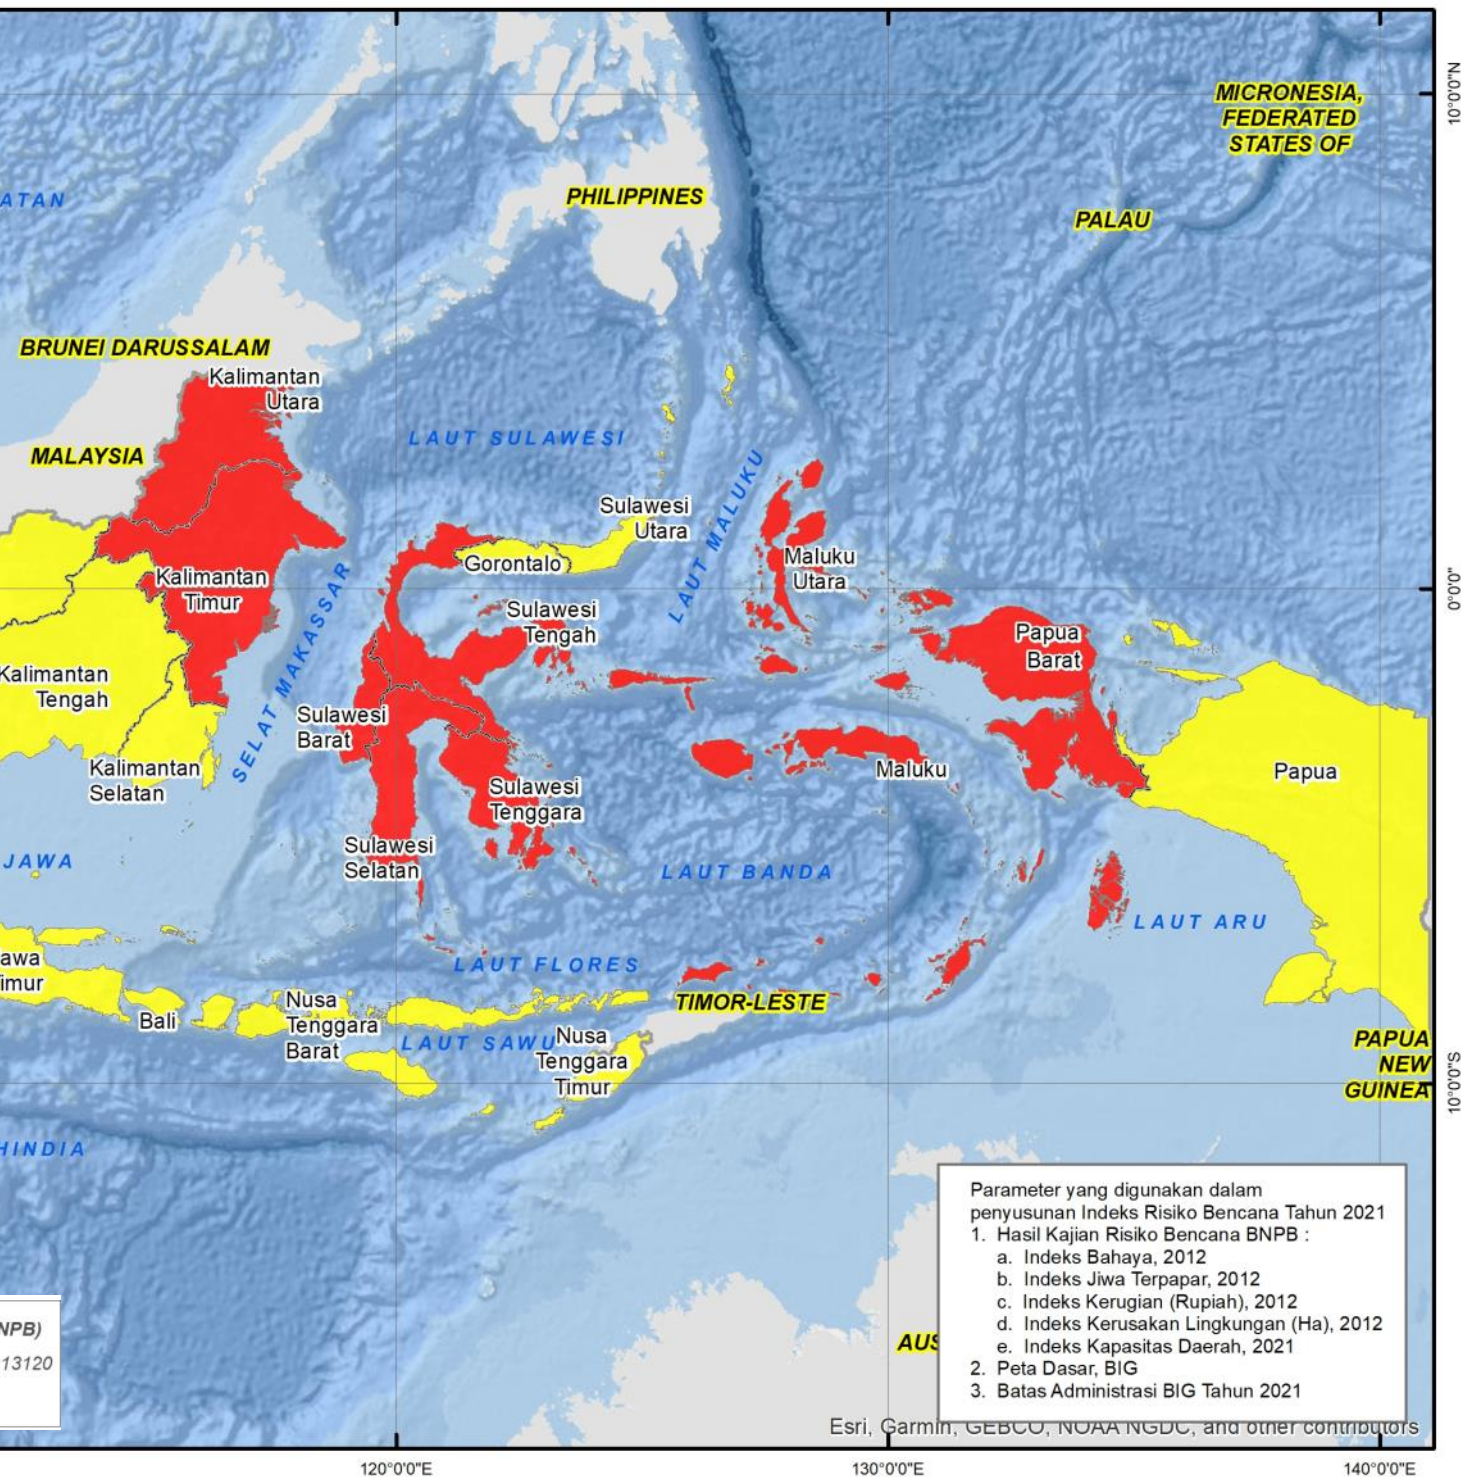 10°0'0"N
MICRONESIA,
FEDERATED
STATES OF
ATAN
PHILIPPINES
PALAU
BRUNEI DARUSSALAM
Kalimantan
Utara
MALAYSIA
LAUT SULAWESI
LAUT MALUKU
Sulawesi
Utara
Gorontalo
Maluku
Utara
0°0'0"
Kalimantan
Timur
SELAT MAKASSAR
Sulawesi
Tengah
Papua
Barat
Kalimantan
Tengah
Sulawesi
Barat
Kalimantan
Selatan
Maluku
Papua
Sulawesi
Tenggara
Sulawesi
Selatan
JAWA
LAUT BANDA
LAUT ARU
awa
imur
LAUT FLORES
Bali
Nusa
Tenggara
Barat
TIMOR-LESTE
LAUT SAWU
Nusa
Tenggara
Timur
PAPUA
NEW
GUINEA
10°0'0"S
HINDIA
Parameter yang digunakan dalam
penyusunan Indeks Risiko Bencana Tahun 2021
1. Hasil Kajian Risiko Bencana BNPB :
a. Indeks Bahaya, 2012
b. Indeks Jiwa Terpapar, 2012
c. Indeks Kerugian (Rupiah), 2012
d. Indeks Kerusakan Lingkungan (Ha), 2012
e. Indeks Kapasitas Daerah, 2021
2. Peta Dasar, BIG
3. Batas Administrasi BIG Tahun 2021
NPB)
13120
AUS
Esri, Garmin, GEBCO, NOAA NGDC, and other contributors
120°0'0"E
130°0'0"E
140°0'0"E